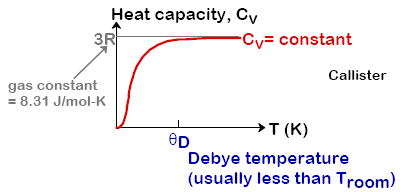 Heat capacity, Cv
3R
Cv= constant
gas constant
= 8.31 J/mol-K
Callister
T (K)
θD
Debye temperature
(usually less than Troom)